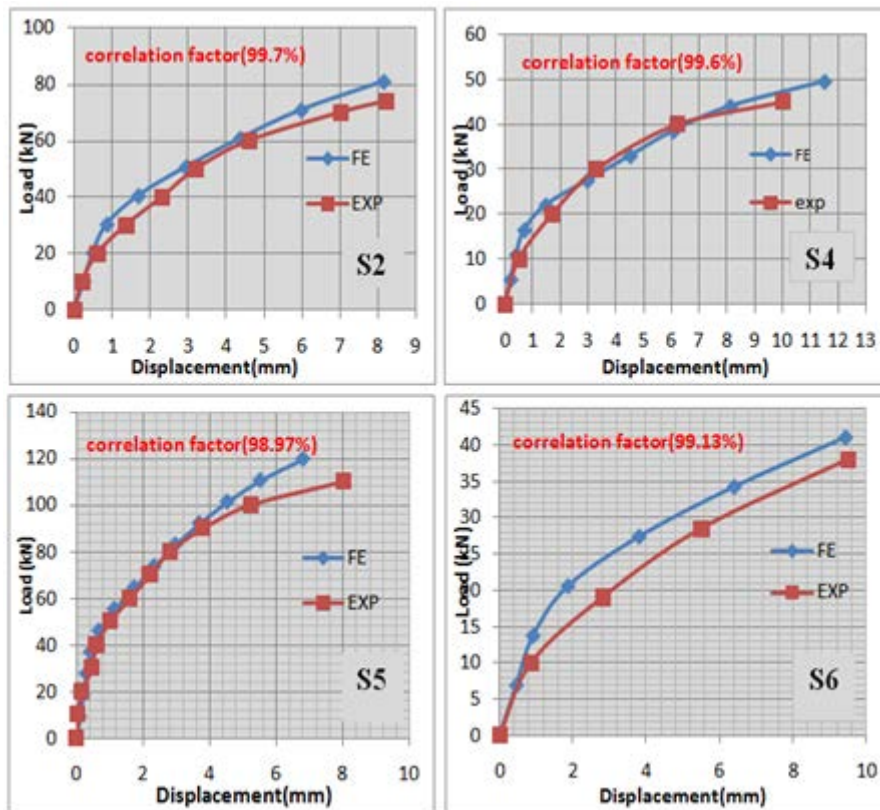 100
80
60
40
20
0
Load (kN)
correlation factor(99.7%)
FE
EXP
S2
0 1 2 3 4 5 6 7 8 9
Displacement(mm)
60
50
40
30
20
10
0
Load (kN)
correlation factor(99.6%)
FE
exp
S4
0 1 2 3 4 5 6 7 8 9 10 11 12 13
Displacement(mm)
140
120
100
80
60
40
20
0
Load (kN)
correlation factor(98.97%)
FE
EXP
S5
0 2 4 6 8 10
Displacement(mm)
45
40
35
30
25
20
15
10
5
0
Load (kN)
correlation factor(99.13%)
FE
EXP
S6
0 2 4 6 8 10
Displacement(mm)